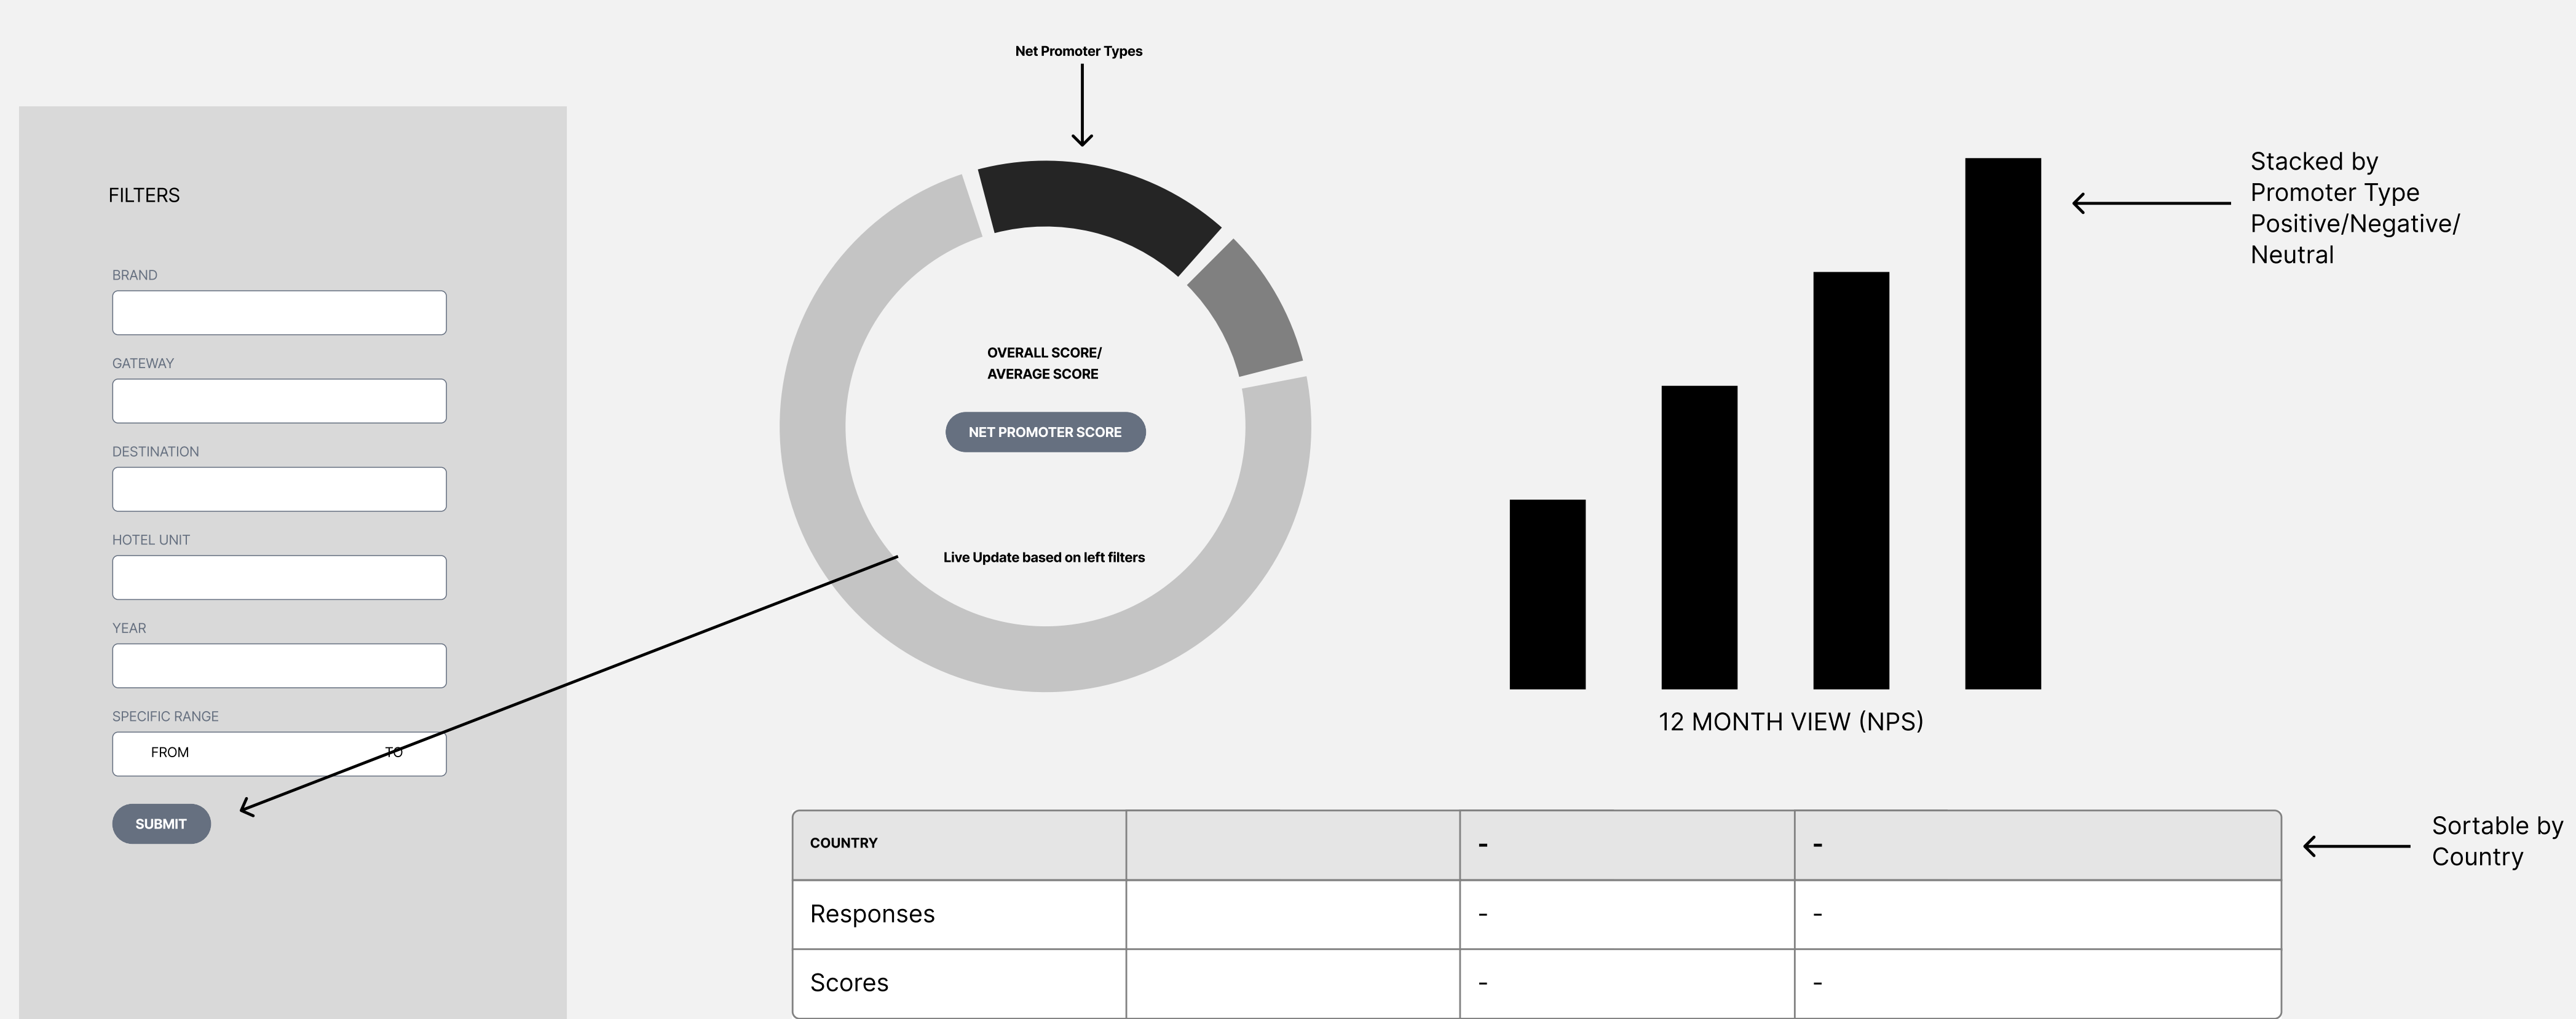 Net Promoter Types
FILTERS
BRAND
GATEWAY
DESTINATION
HOTEL UNIT
YEAR
SPECIFIC RANGE
FROM TO
SUBMIT
OVERALL SCORE/
AVERAGE SCORE
NET PROMOTER SCORE
Live Update based on left filters
Stacked by
Promoter Type
Positive/Negative/
Neutral
12 MONTH VIEW (NPS)
COUNTRY - -
Responses - -
Scores - -
Sortable by
Country